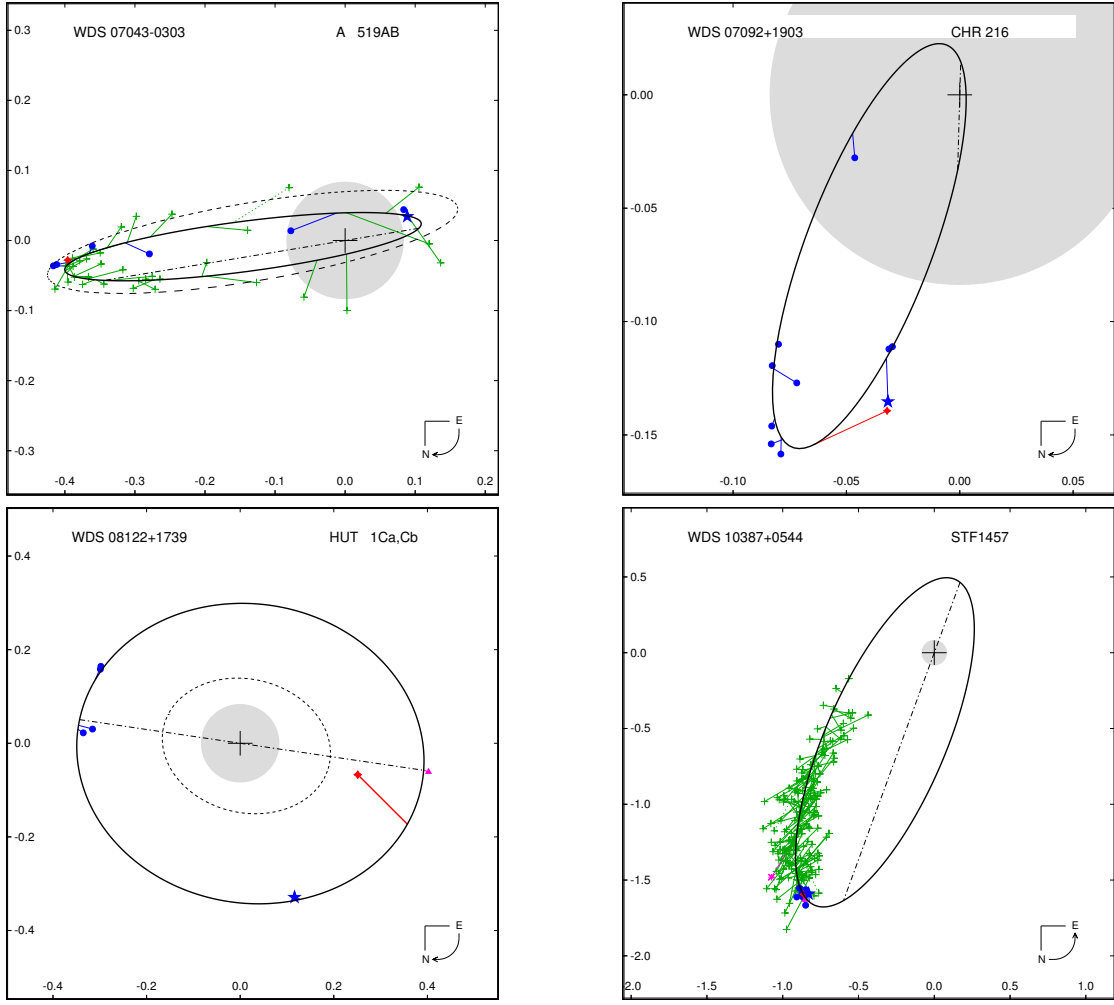 WDS 07043-0303 A 519AB
0.3
0.2
0.1
0.0
-0.1
-0.2
-0.3
-0.4 -0.3 -0.2 -0.1 0.0 0.1 0.2
E
N
WDS 07092+1903 CHR 216
0.00
-0.05
-0.10
-0.15
-0.10 -0.05 0.00 0.05
E
N
WDS 08122+1739 HUT 1Ca,Cb
0.4
0.2
0.0
-0.2
-0.4
-0.4 -0.2 0.0 0.2 0.4
E
N
WDS 10387+0544 STF1457
0.5
0.0
-0.5
-1.0
-1.5
-2.0
2.0 -1.5 -1.0 -0.5 0.0 0.5 1.0
E
N